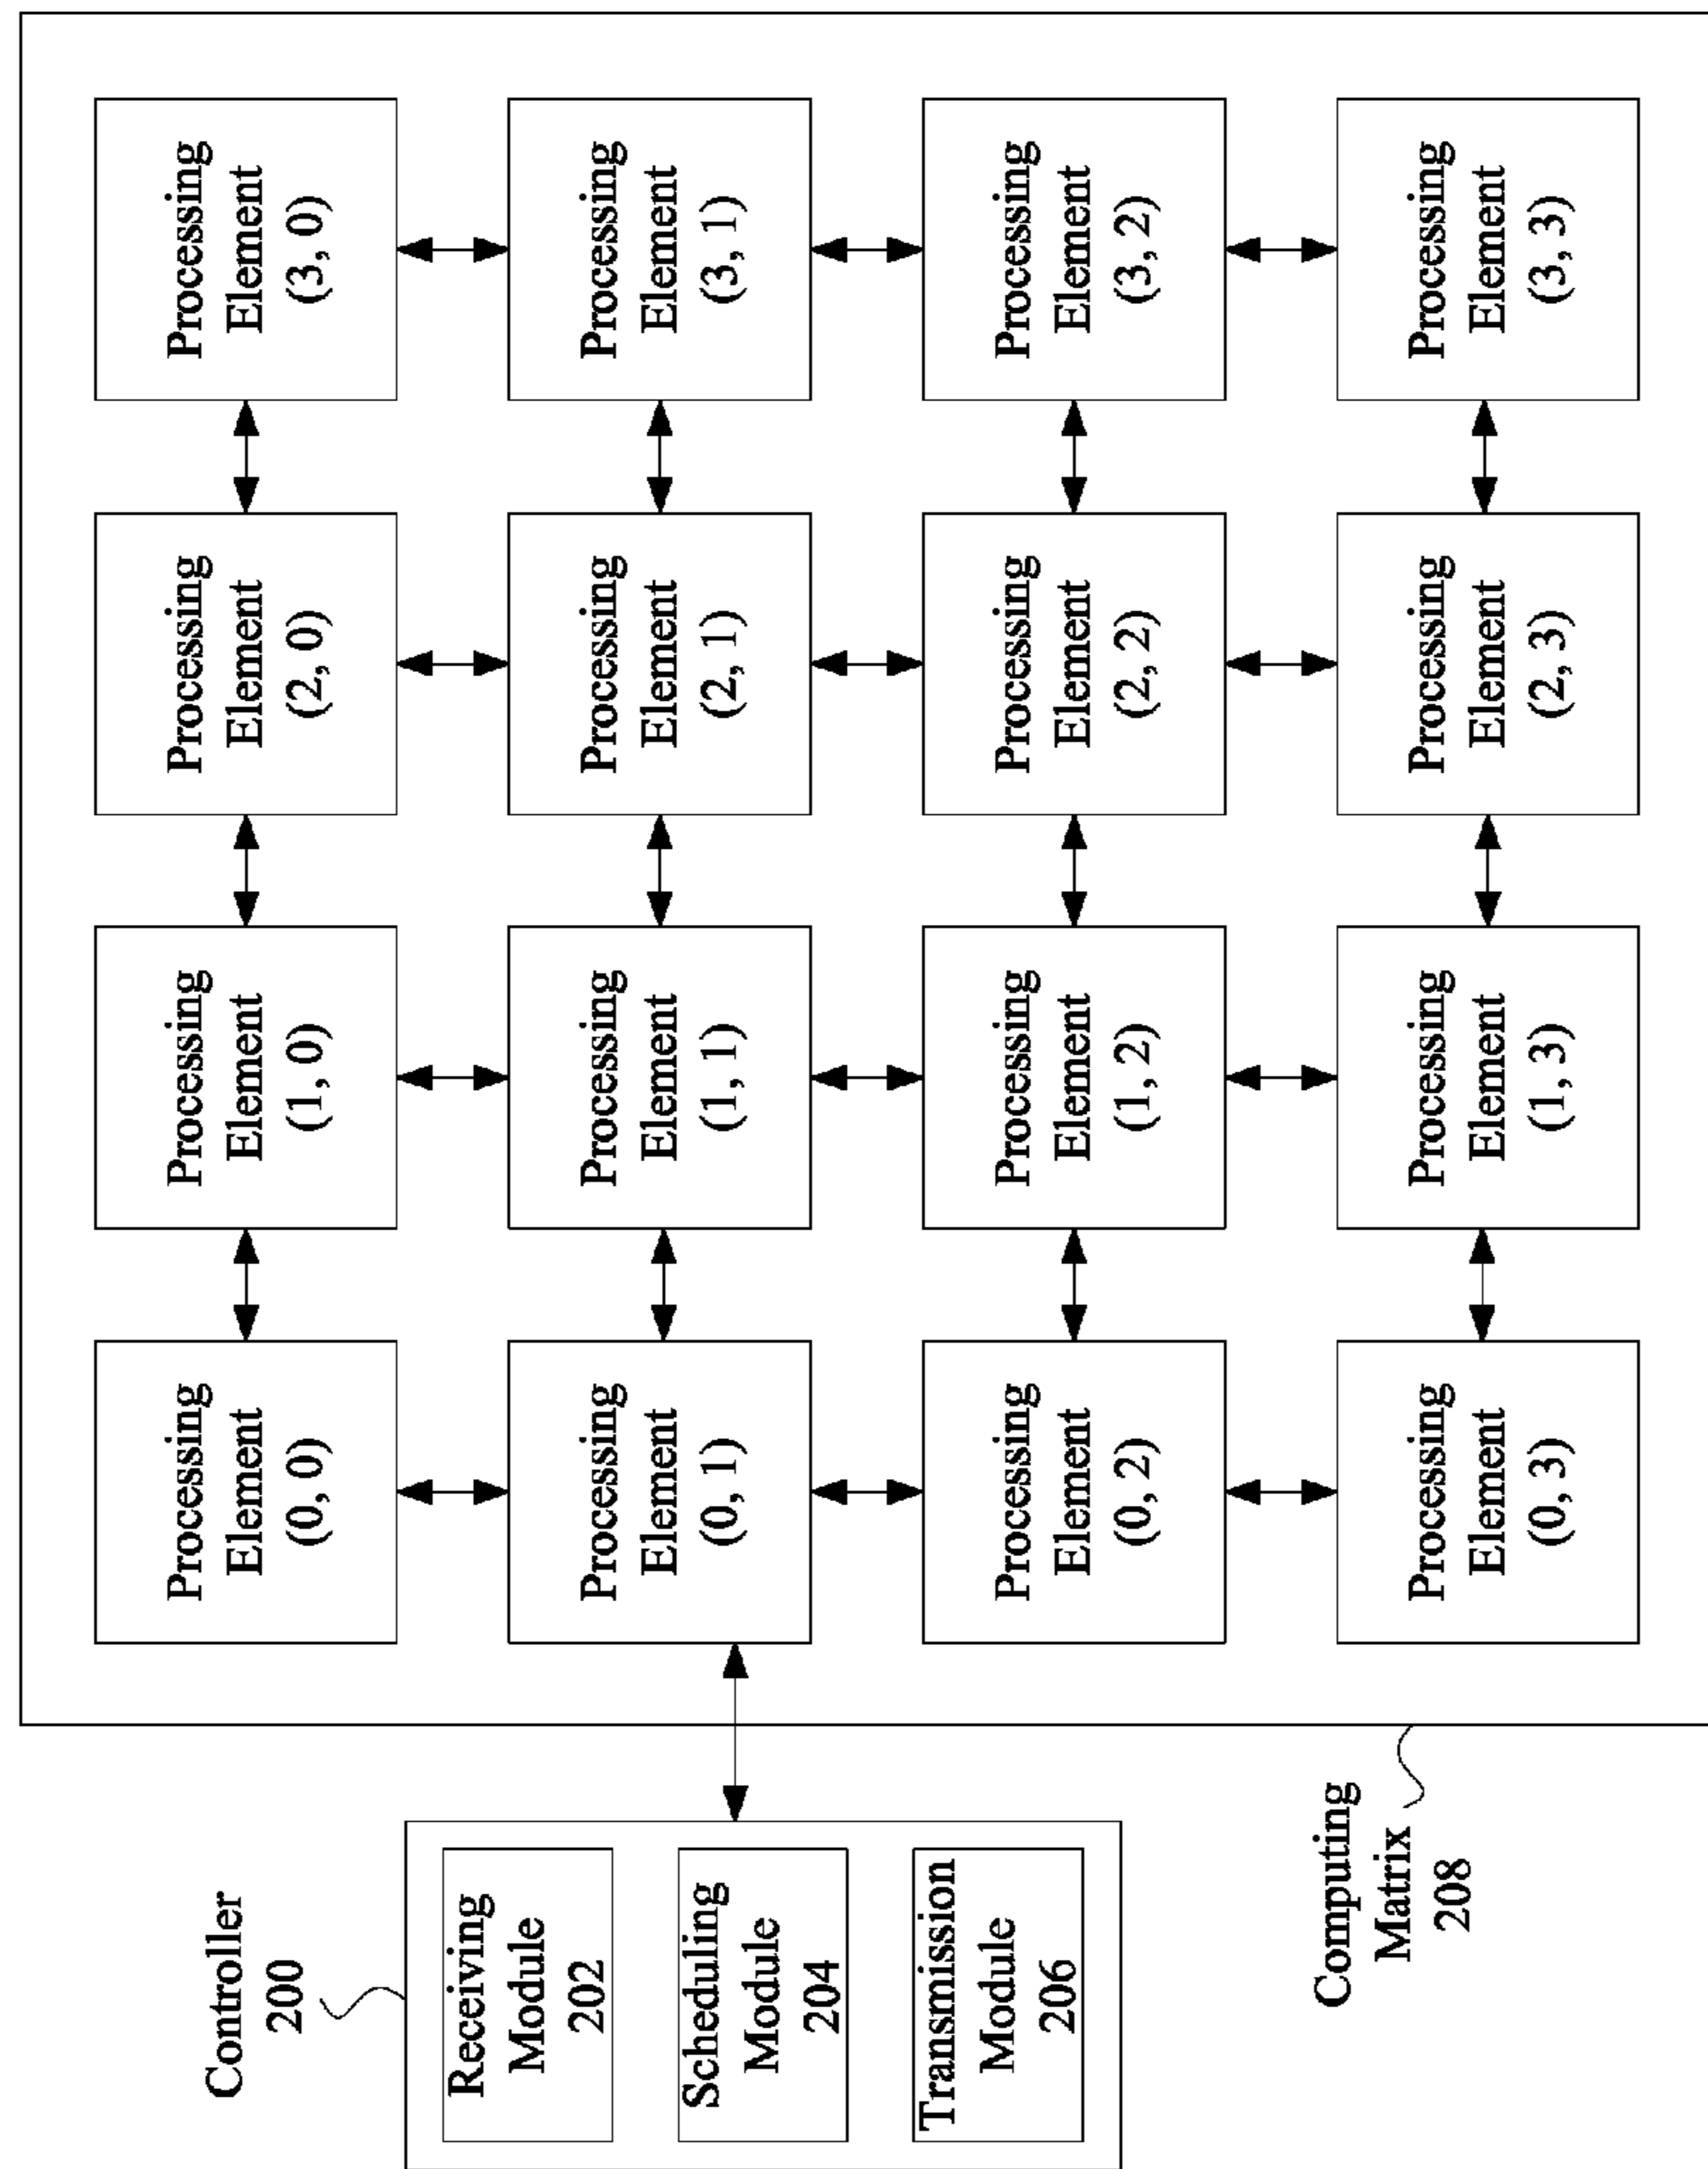 Controller
200
Receiving
Module
202
Scheduling
Module
204
Transmission
Module
206
Computing
Matrix
208
Processing
Element
(0, 0)
Processing
Element
(1, 0)
Processing
Element
(2, 0)
Processing
Element
(3, 0)
Processing
Element
(0, 1)
Processing
Element
(1, 1)
Processing
Element
(2, 1)
Processing
Element
(3, 1)
Processing
Element
(0, 2)
Processing
Element
(1, 2)
Processing
Element
(2, 2)
Processing
Element
(3, 2)
Processing
Element
(0, 3)
Processing
Element
(1, 3)
Processing
Element
(2, 3)
Processing
Element
(3, 3)